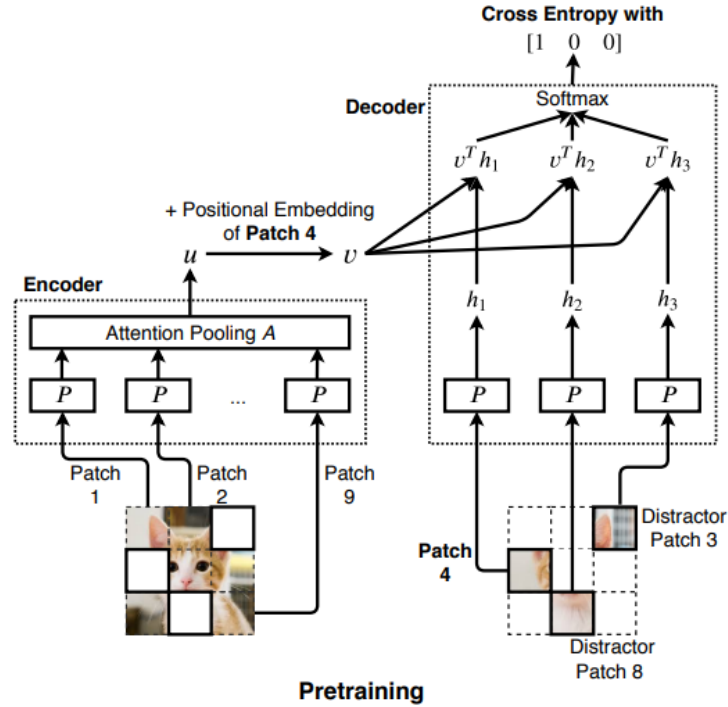 Cross Entropy with
[1 0 0]
Decoder
Softmax
v^T h_1 v^T h_2 v^T h_3
+ Positional Embedding
of Patch 4
u v
Encoder
h_1 h_2 h_3
Attention Pooling A
P P ... P
P P P
Patch
1
Patch
2
Patch
9
Patch
4
Distractor
Patch 3
Distractor
Patch 8
Pretraining